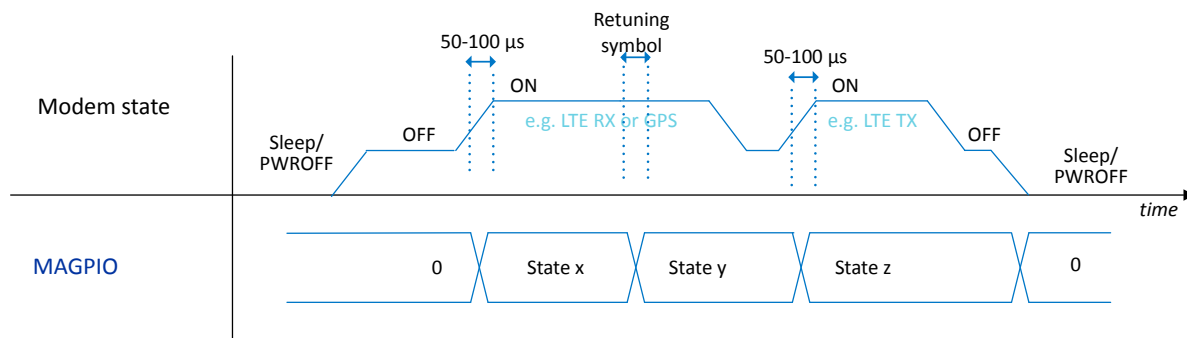 Retuning
symbol
50-100 µs
50-100 µs
ON
ON
Modem state
e.g. LTE RX or GPS
e.g. LTE TX
OFF
OFF
Sleep/
PWROFF
Sleep/
PWROFF
time
MAGPIO
0
State x
State y
State z
0